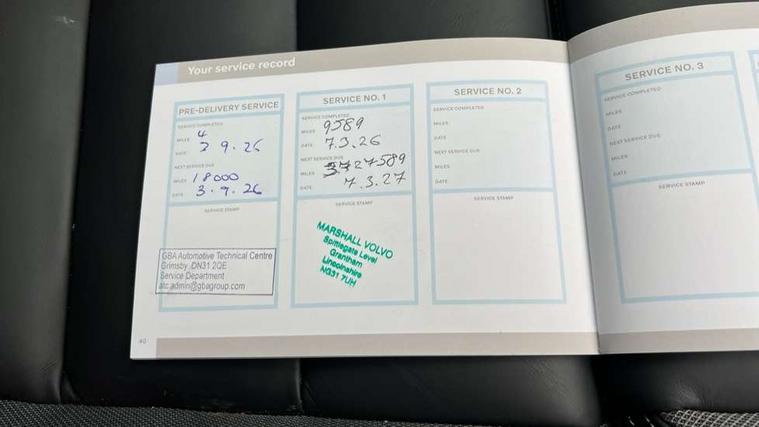 Your service record
PRE-DELIVERY SERVICE
SERVICE COMPLETED
MILES 4
DATE 3 9. 26
NEXT SERVICE DUE
MILES 18000
DATE 3. 9. 26
SERVICE STAMP
GBA Automotive Technical Centre
Grimsby, DN31 2QE
Service Department
atc.admin@gbagroup.com
SERVICE NO. 1
SERVICE COMPLETED
MILES 9589
DATE 7.3.26
NEXT SERVICE DUE
MILES 27589
DATE 7.3.27
SERVICE STAMP
MARSHALL VOLVO
Spittlegate Level
Grantham
Lincolnshire
NG31 7UH
SERVICE NO. 2
SERVICE COMPLETED
MILES
DATE
NEXT SERVICE DUE
MILES
DATE
SERVICE STAMP
SERVICE NO. 3
SERVICE COMPLETED
MILES
DATE
NEXT SERVICE DUE
MILES
DATE
SERVICE STAMP
40